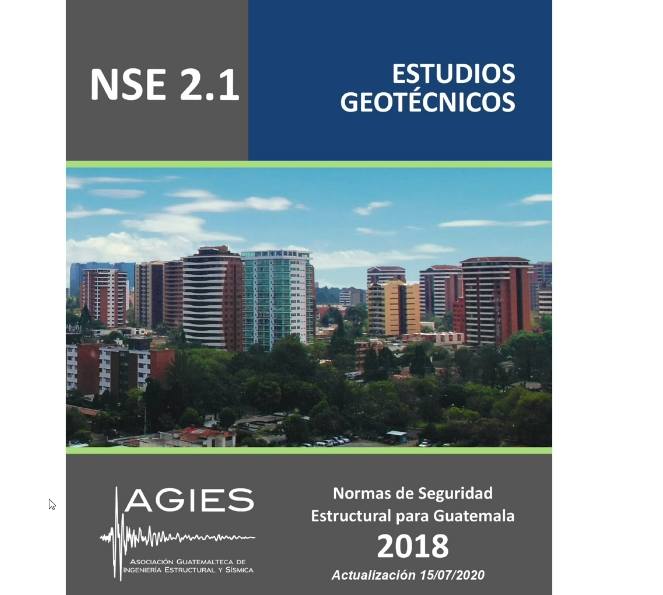 NSE 2.1
ESTUDIOS
GEOTÉCNICOS
AGIES
ASOCIACIÓN GUATEMALTECA DE
INGENIERÍA ESTRUCTURAL Y SÍSMICA
Normas de Seguridad
Estructural para Guatemala
2018
Actualización 15/07/2020